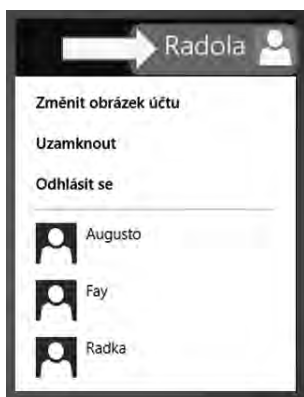 Radola
Změnit obrázek účtu
Uzamknout
Odhlásit se
Augusto
Fay
Radka